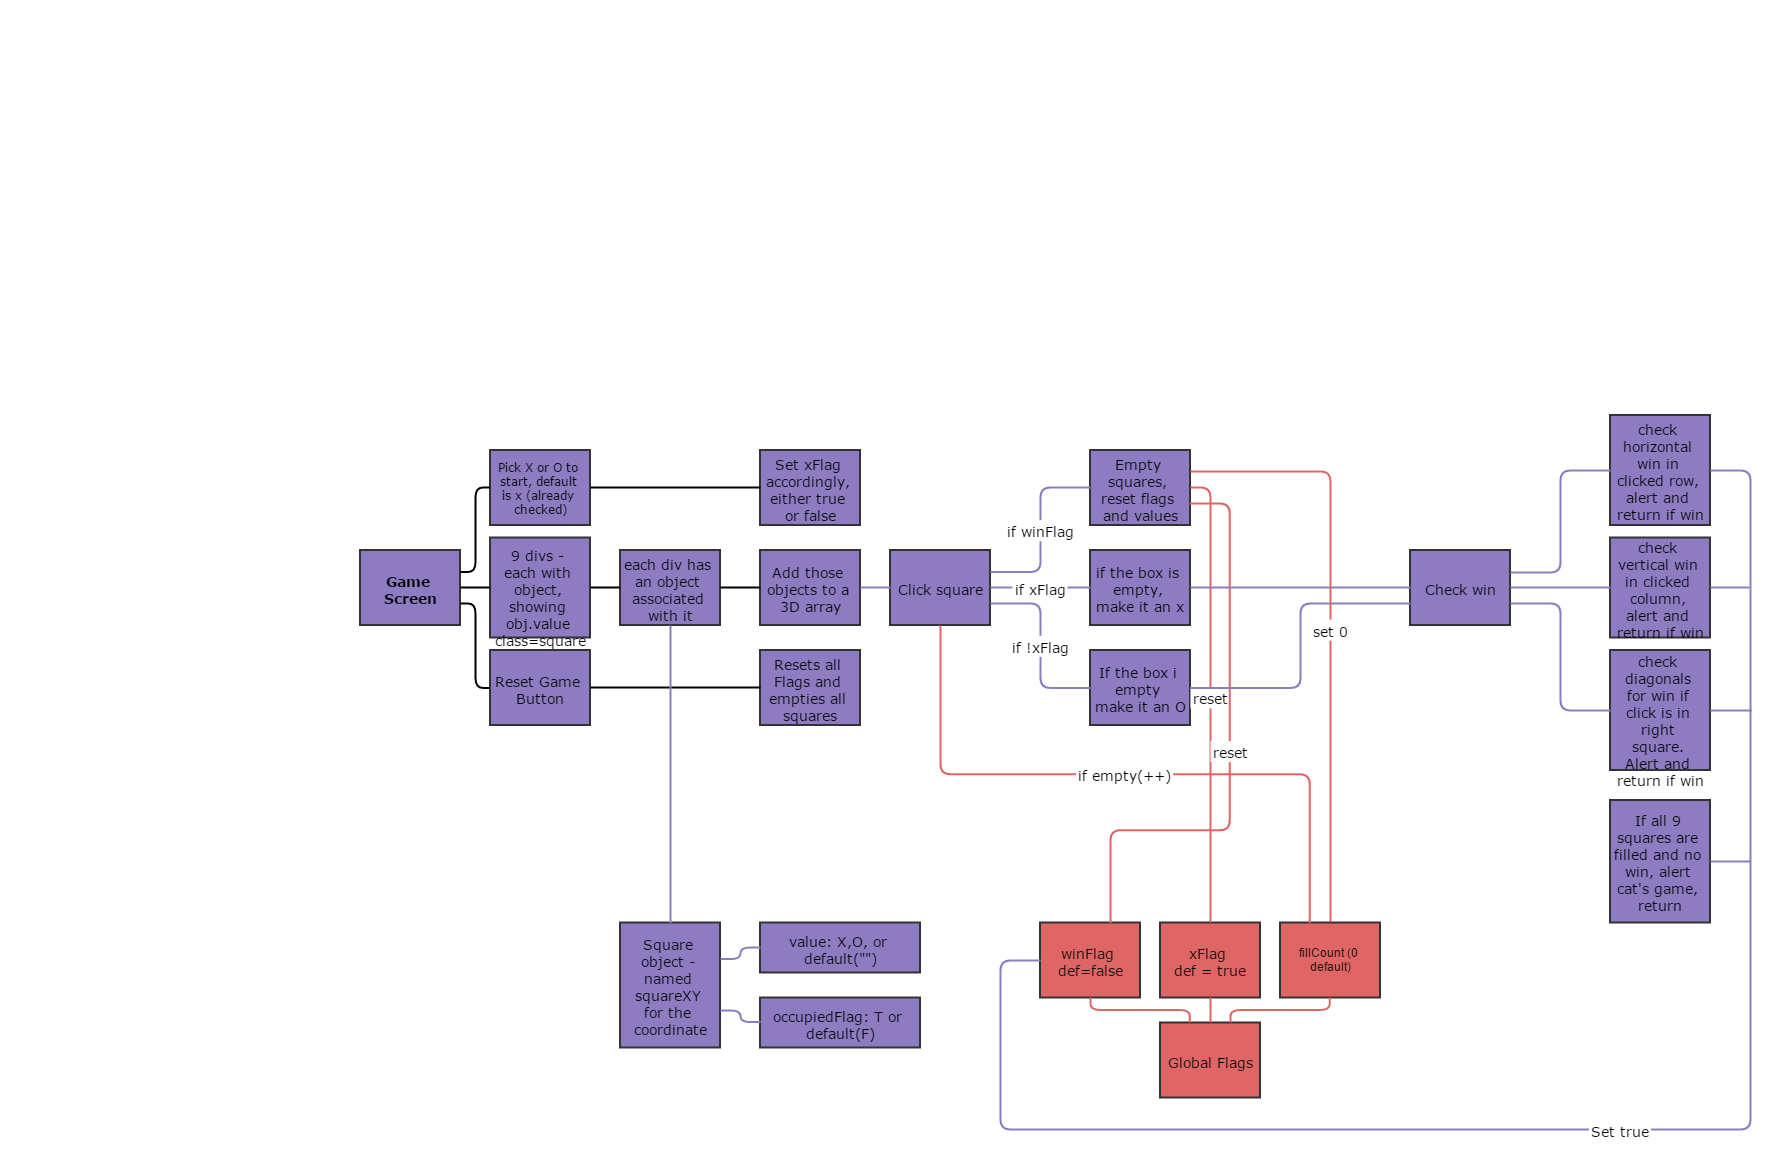 Game
Screen
Pick X or O to
start, default
is x (already
checked)
9 divs -
each with
object,
showing
obj.value
class=square
Reset Game
Button
each div has
an object
associated
with it
Set xFlag
accordingly,
either true
or false
Add those
objects to a
3D array
Resets all
Flags and
empties all
squares
Click square
if winFlag
if xFlag
if !xFlag
Empty
squares,
reset flags
and values
if the box is
empty,
make it an x
If the box i
empty
make it an O
reset
reset
set 0
if empty(++)
Check win
check
horizontal
win in
clicked row,
alert and
return if win
check
vertical win
in clicked
column,
alert and
return if win
check
diagonals
for win if
click is in
right
square.
Alert and
return if win
If all 9
squares are
filled and no
win, alert
cat's game,
return
Square
object -
named
squareXY
for the
coordinate
value: X,O, or
default("")
occupiedFlag: T or
default(F)
winFlag
def=false
xFlag
def = true
fillCount (0
default)
Global Flags
Set true